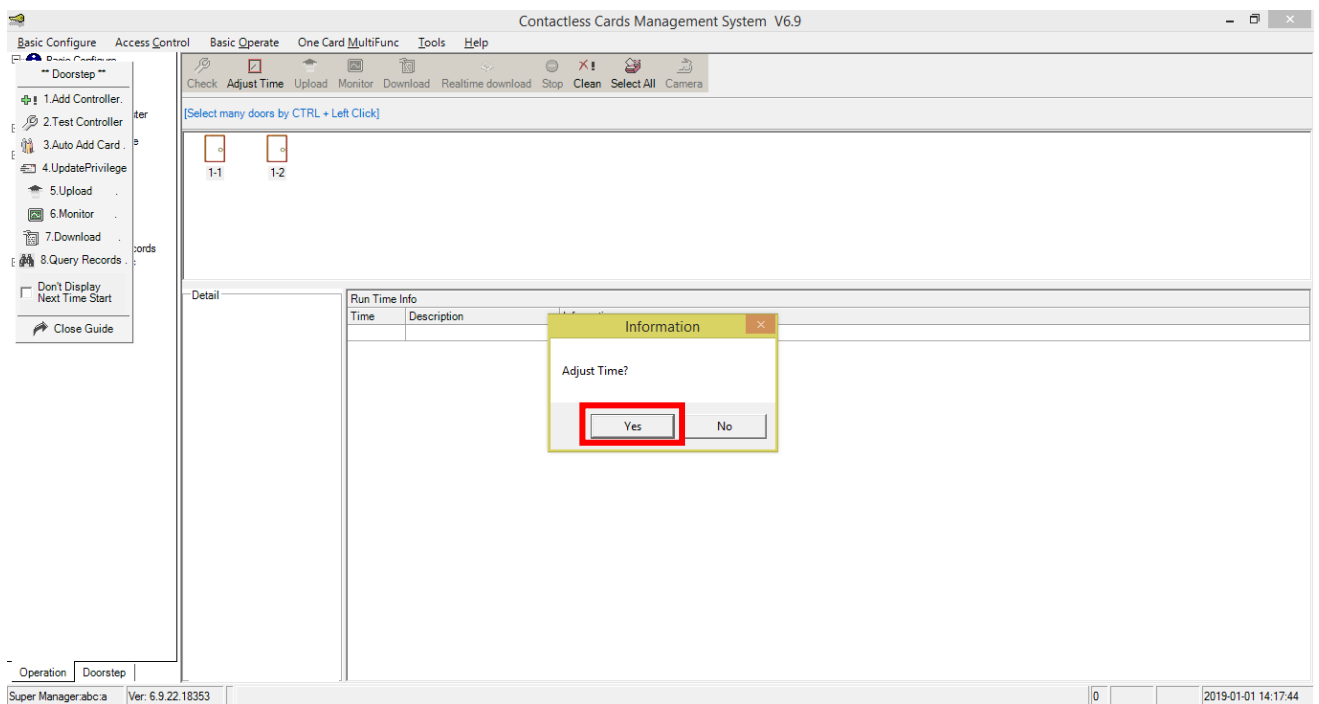 Contactless Cards Management System V6.9
Basic Configure Access Control Basic Operate One Card MultiFunc Tools Help
Basic Configure
** Doorstep **
1.Add Controller.
2.Test Controller
3.Auto Add Card .
4.UpdatePrivilege
5.Upload .
6.Monitor .
7.Download .
8.Query Records .
Don't Display
Next Time Start
Close Guide
Check Adjust Time Upload Monitor Download Realtime download Stop Clean Select All Camera
[Select many doors by CTRL + Left Click]
1-1 1-2
Detail
Run Time Info
Time Description
Information
Adjust Time?
Yes No
Operation Doorstep
Super Manager:abc:a Ver: 6.9.22.18353 0 2019-01-01 14:17:44